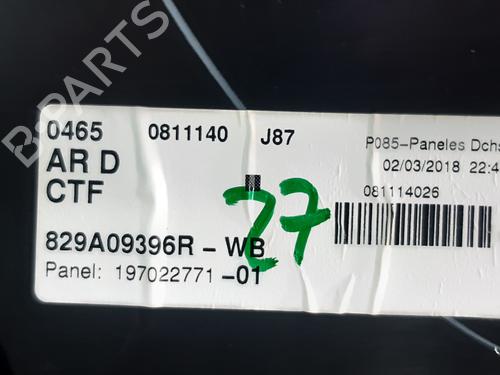 0465 0811140 J87
AR D
CTF
829A09396R - WB
Panel: 197022771 -01
P085-Paneles Dchs
02/03/2018 22:4
081114026
27
B-PARTS